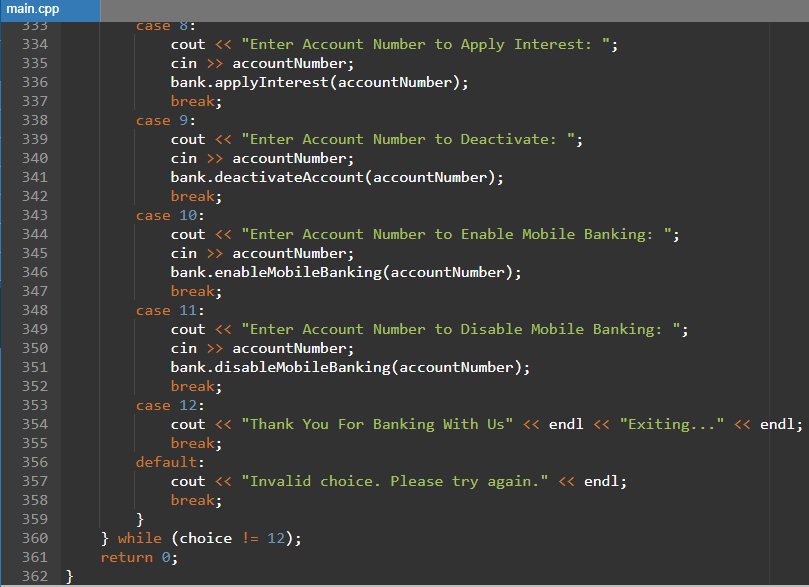 main.cpp
333 case 8:
334 cout << "Enter Account Number to Apply Interest: ";
335 cin >> accountNumber;
336 bank.applyInterest(accountNumber);
337 break;
338 case 9:
339 cout << "Enter Account Number to Deactivate: ";
340 cin >> accountNumber;
341 bank.deactivateAccount(accountNumber);
342 break;
343 case 10:
344 cout << "Enter Account Number to Enable Mobile Banking: ";
345 cin >> accountNumber;
346 bank.enableMobileBanking(accountNumber);
347 break;
348 case 11:
349 cout << "Enter Account Number to Disable Mobile Banking: ";
350 cin >> accountNumber;
351 bank.disableMobileBanking(accountNumber);
352 break;
353 case 12:
354 cout << "Thank You For Banking With Us" << endl << "Exiting..." << endl;
355 break;
356 default:
357 cout << "Invalid choice. Please try again." << endl;
358 break;
359 }
360 } while (choice != 12);
361 return 0;
362 }